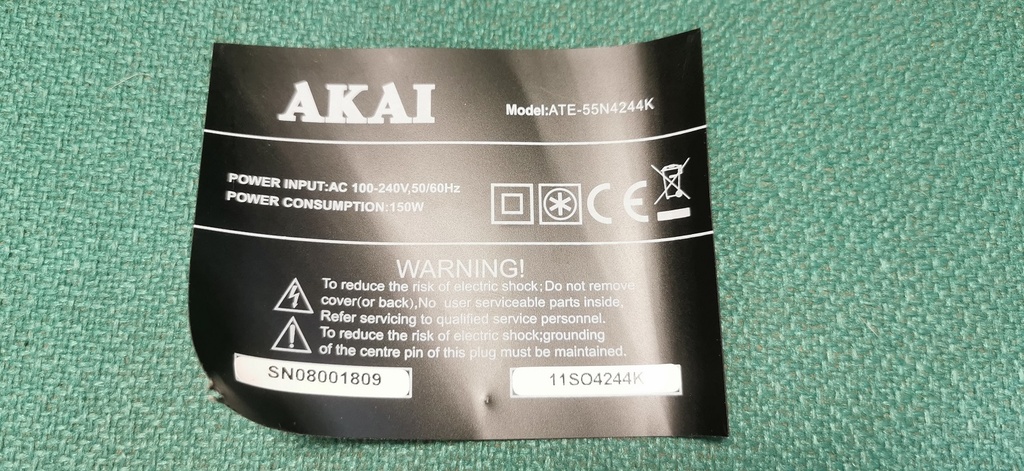 AKAI
Model:ATE-55N4244K
POWER INPUT:AC 100-240V,50/60Hz
POWER CONSUMPTION:150W
CE
WARNING!
To reduce the risk of electric shock;Do not remove
cover(or back),No user serviceable parts inside,
Refer servicing to qualified service personnel.
To reduce the risk of electric shock;grounding
of the centre pin of this plug must be maintained.
SN08001809
11SO4244K